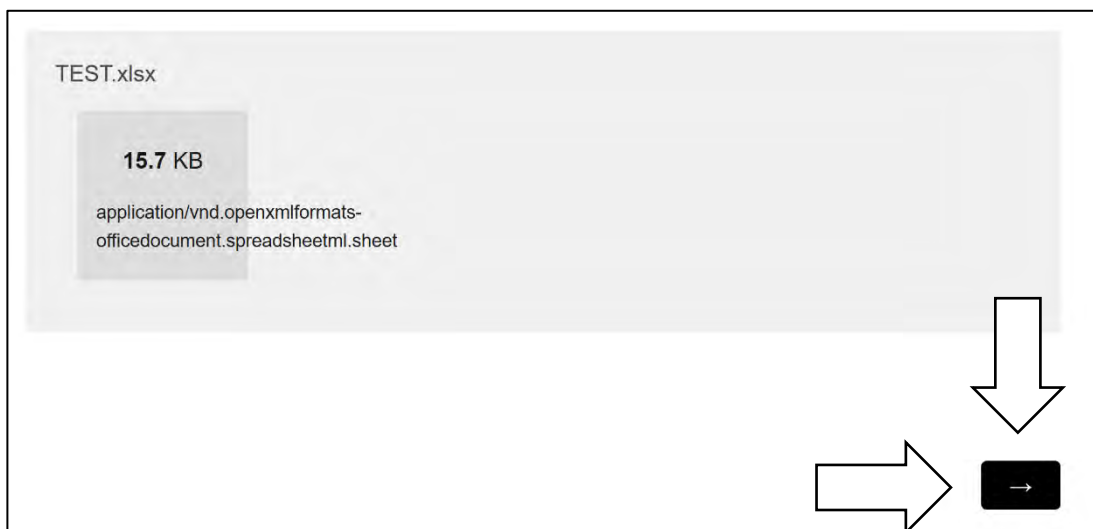 TEST.xlsx
15.7 KB
application/vnd.openxmlformats-
officedocument.spreadsheetml.sheet
→